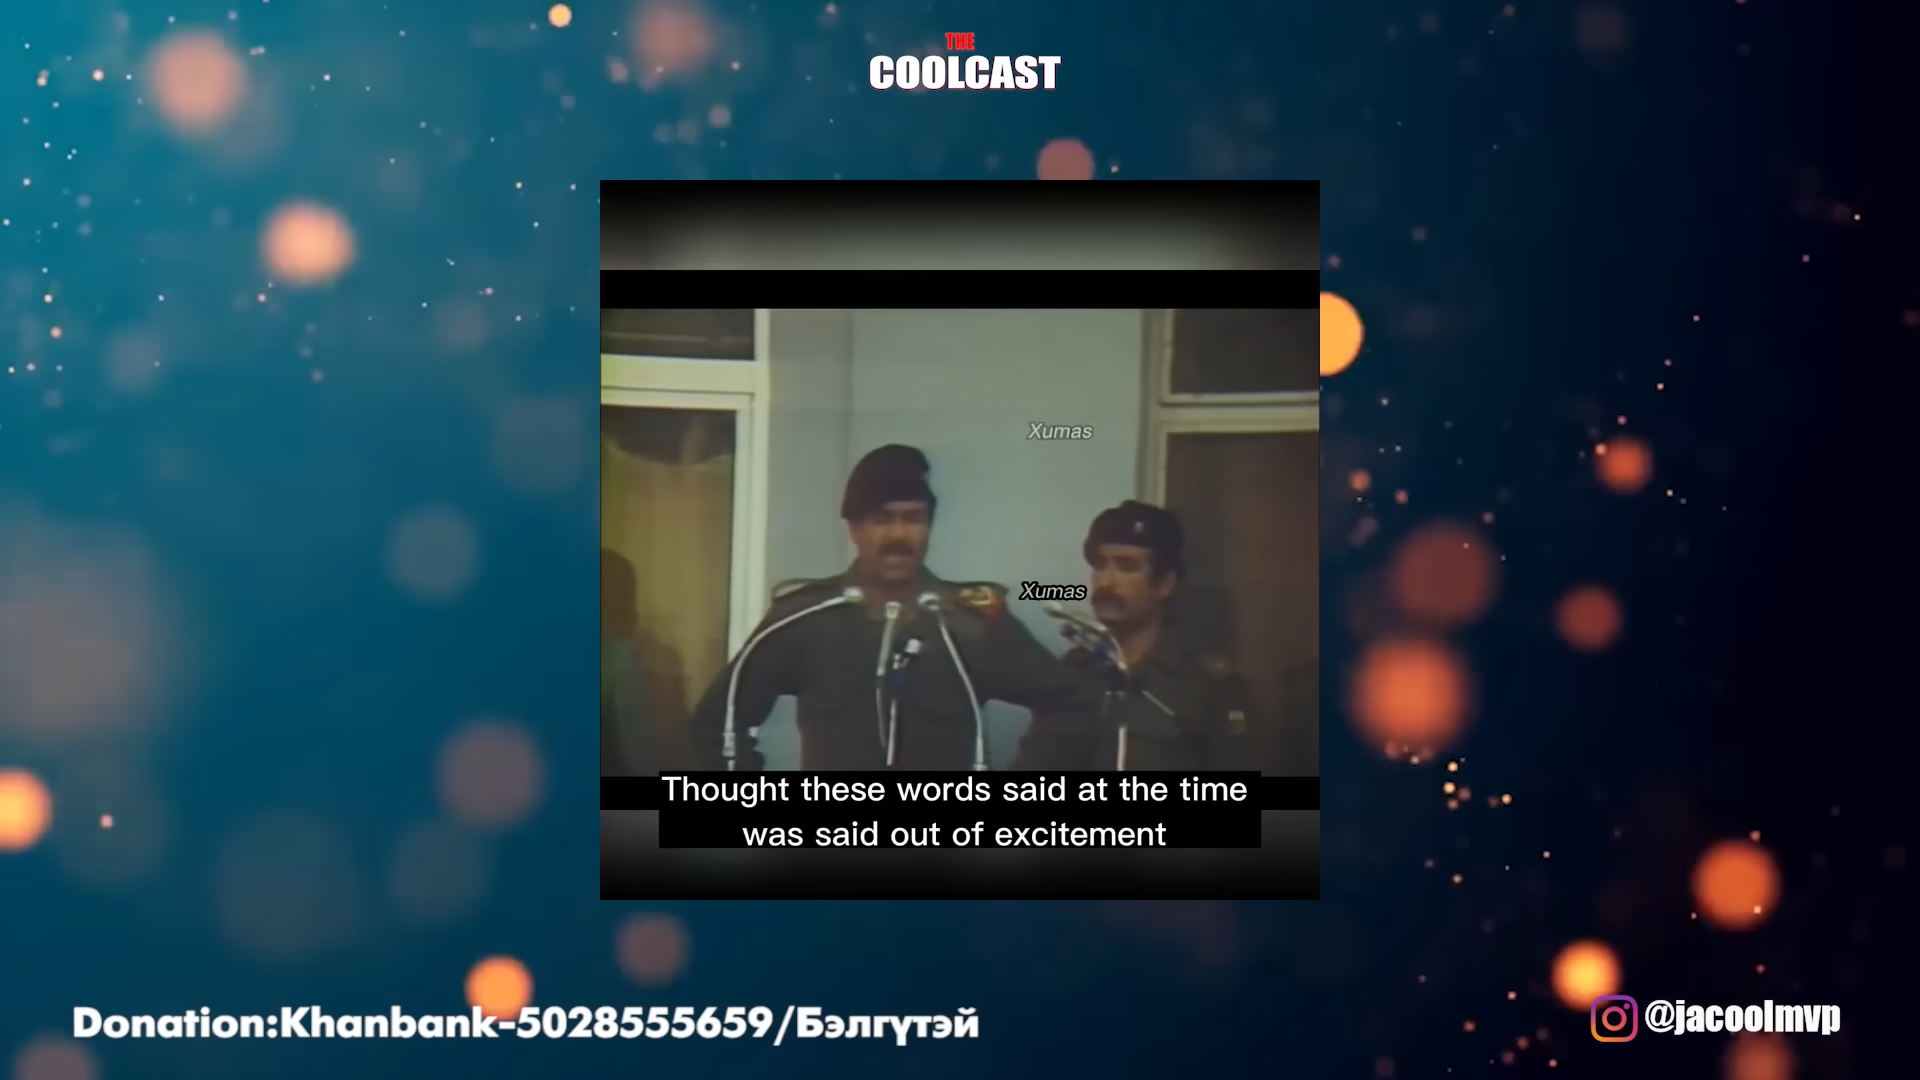 THE
COOLCAST
Xumas
Xumas
Thought these words said at the time
was said out of excitement
Donation:Khanbank-5028555659/Бэлгүтэй
@jacoolmvp